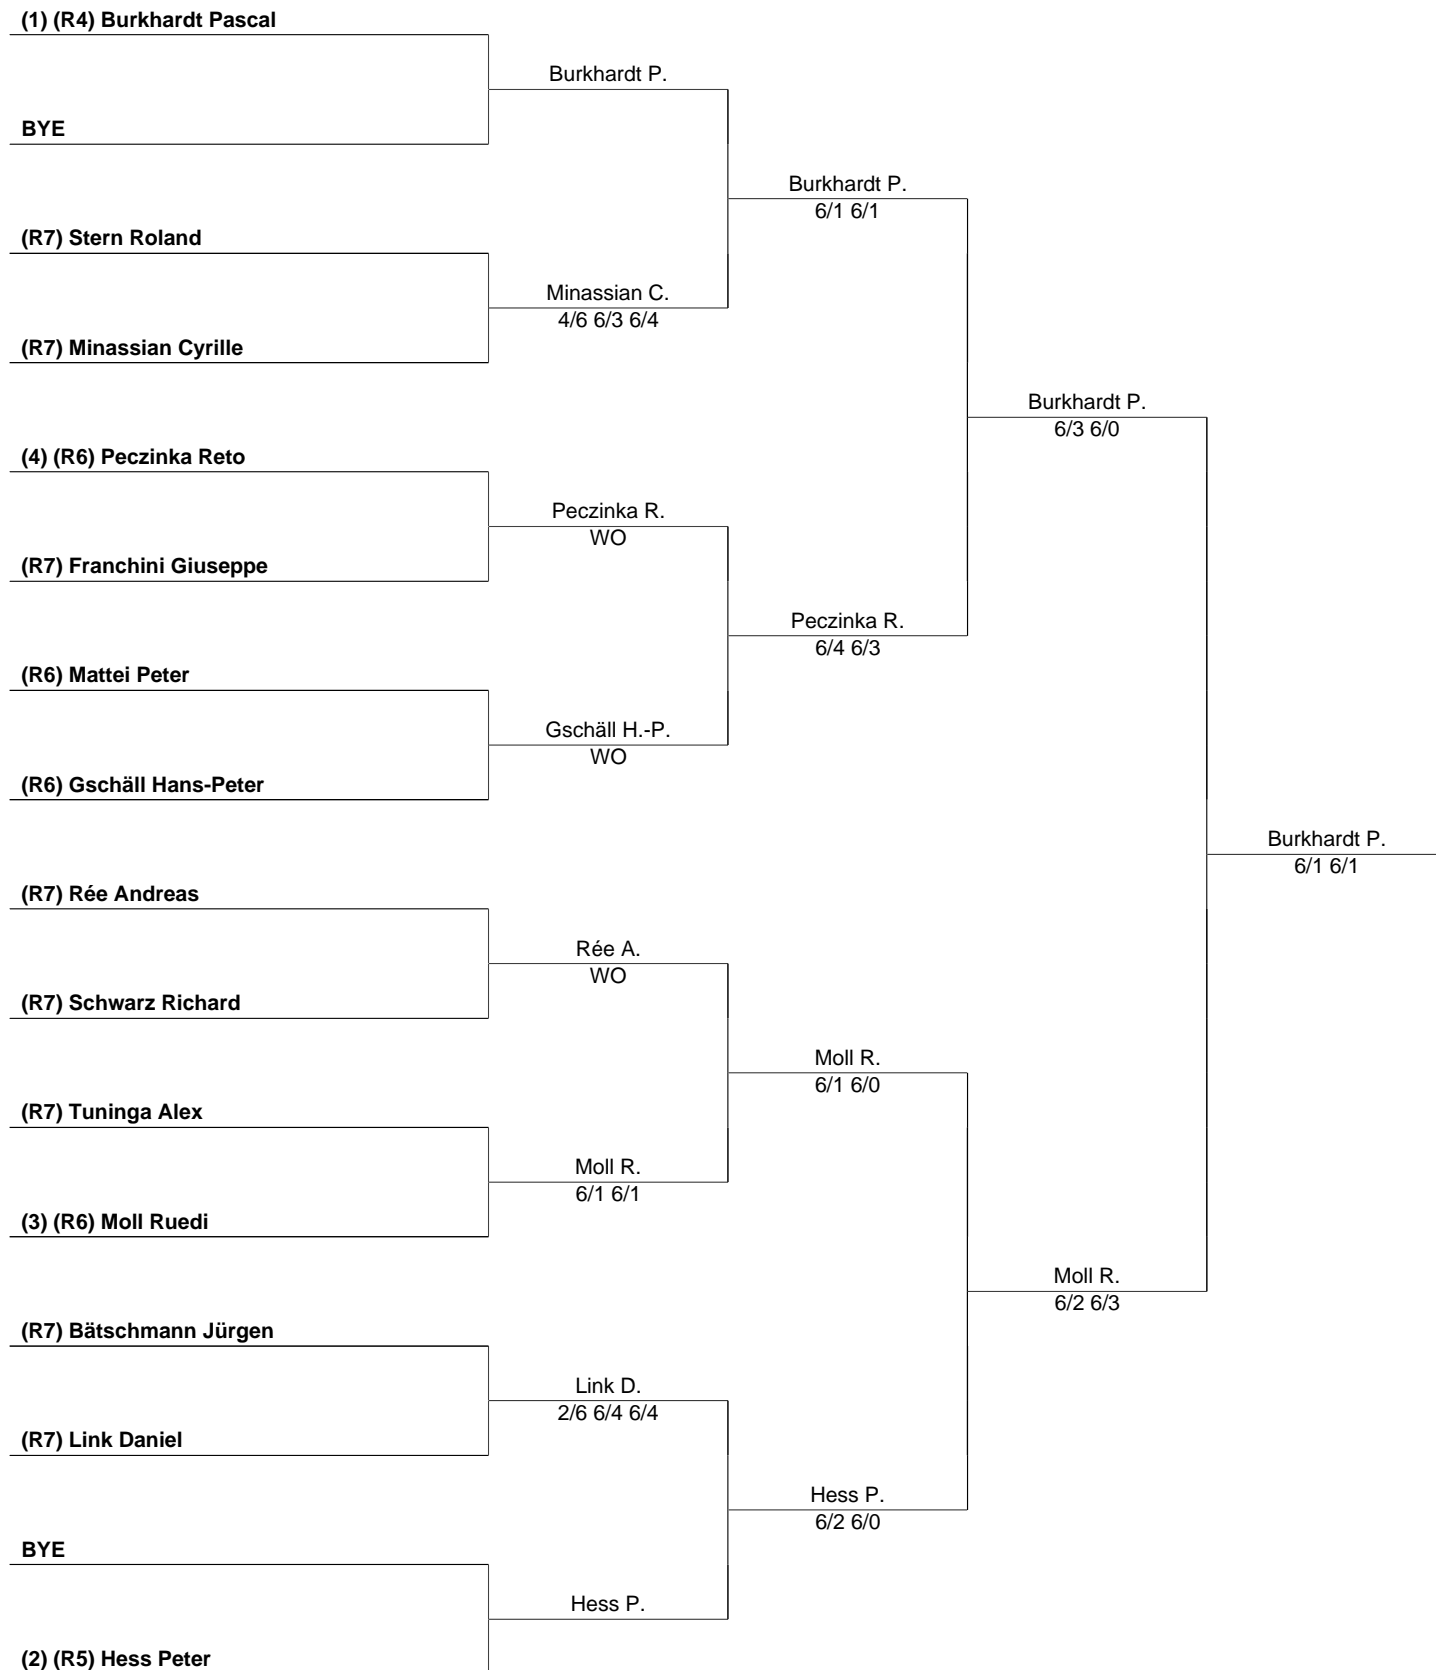 (1) (R4) Burkhardt Pascal
Burkhardt P.
BYE
Burkhardt P.
6/1 6/1
(R7) Stern Roland
Minassian C.
4/6 6/3 6/4
(R7) Minassian Cyrille
Burkhardt P.
6/3 6/0
(4) (R6) Peczinka Reto
Peczinka R.
WO
(R7) Franchini Giuseppe
Peczinka R.
6/4 6/3
(R6) Mattei Peter
Gschäll H.-P.
WO
(R6) Gschäll Hans-Peter
Burkhardt P.
6/1 6/1
(R7) Rée Andreas
Rée A.
WO
(R7) Schwarz Richard
Moll R.
6/1 6/0
(R7) Tuninga Alex
Moll R.
6/1 6/1
(3) (R6) Moll Ruedi
Moll R.
6/2 6/3
(R7) Bätschmann Jürgen
Link D.
2/6 6/4 6/4
(R7) Link Daniel
Hess P.
6/2 6/0
BYE
Hess P.
(2) (R5) Hess Peter